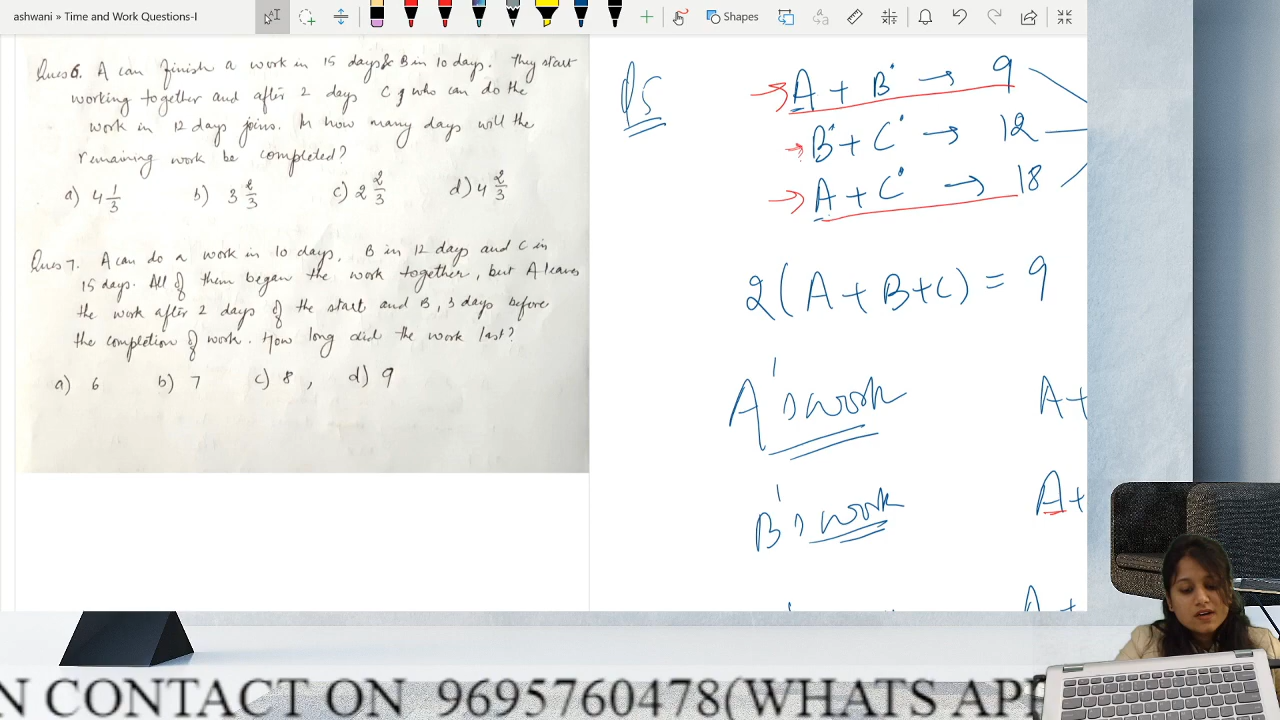 ashwani » Time and Work Questions-I
Shapes
Ques 6. A can finish a work in 15 days & B in 10 days. They start
working together and after 2 days C, who can do the
work in 12 days joins. In how many days will the
remaining work be completed?
a) 4 1/3 b) 3 2/3 c) 2 2/3 d) 4 2/3
Ques 7. A can do a work in 10 days, B in 12 days and C in
15 days. All of them began the work together, but A leaves
the work after 2 days of the start and B, 3 days before
the completion of work. How long did the work last?
a) 6 b) 7 c) 8, d) 9
Q5
A + B → 9
B + C → 12
A + C → 18
2(A+B+C) = 9
A's work A+
B's work A+
A +
N CONTACT ON 9695760478(WHATS APP